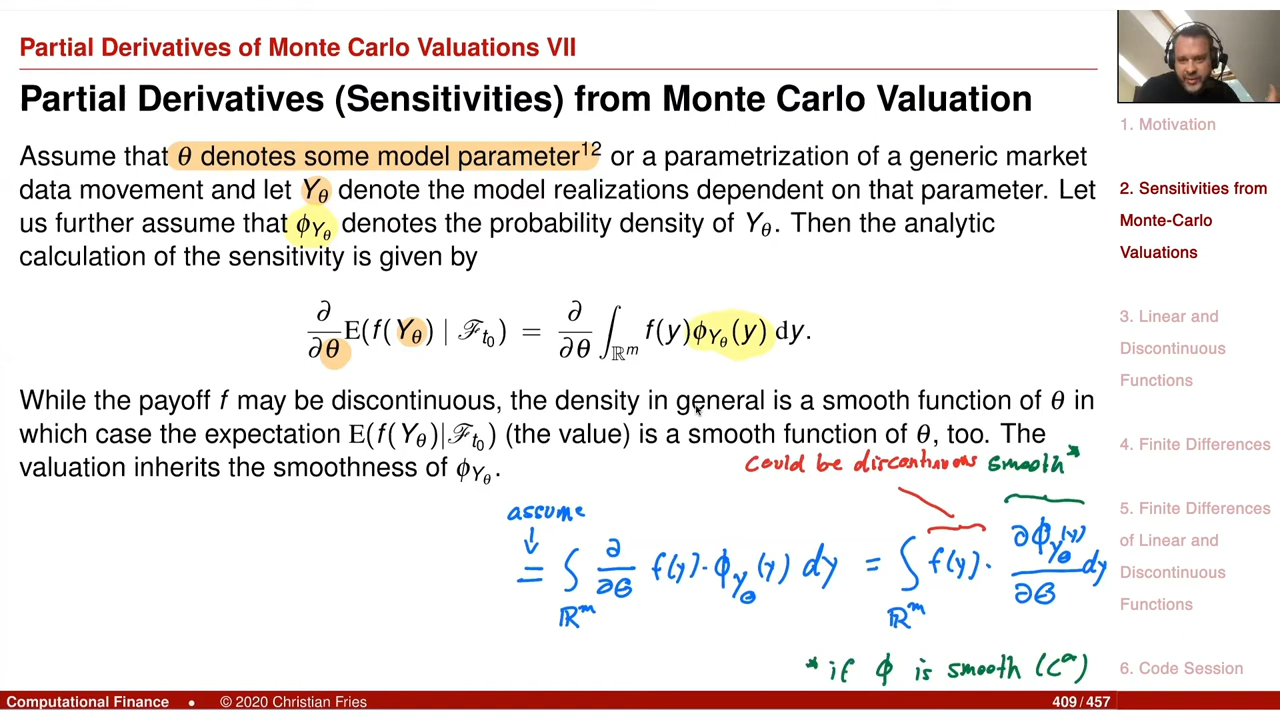 Partial Derivatives of Monte Carlo Valuations VII
Partial Derivatives (Sensitivities) from Monte Carlo Valuation
Assume that θ denotes some model parameter¹² or a parametrization of a generic market
data movement and let Y_θ denote the model realizations dependent on that parameter. Let
us further assume that ϕ_{Y_θ} denotes the probability density of Y_θ. Then the analytic
calculation of the sensitivity is given by
∂/∂θ E(f(Y_θ) | ℱ_{t_0}) = ∂/∂θ ∫_{ℝ^m} f(y)ϕ_{Y_θ}(y) dy.
While the payoff f may be discontinuous, the density in general is a smooth function of θ in
which case the expectation E(f(Y_θ)|ℱ_{t_0}) (the value) is a smooth function of θ, too. The
valuation inherits the smoothness of ϕ_{Y_θ}.
could be discontinuous smooth*
assume
↓
= ∫_{ℝ^m} ∂/∂θ f(y)·ϕ_{Y_θ}(y) dy = ∫_{ℝ^m} f(y)· ∂ϕ_{Y_θ}(y)/∂θ dy
*if ϕ is smooth (C^∞)
1. Motivation
2. Sensitivities from
Monte-Carlo
Valuations
3. Linear and
Discontinuous
Functions
4. Finite Differences
5. Finite Differences
of Linear and
Discontinuous
Functions
6. Code Session
Computational Finance • © 2020 Christian Fries 409 / 457